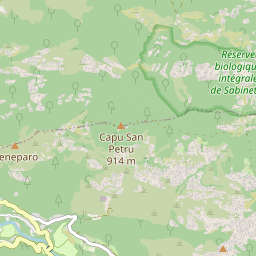 Réserve
biologique
intégrale
de Sabinet
Capu San
Petru
914 m
eneparo